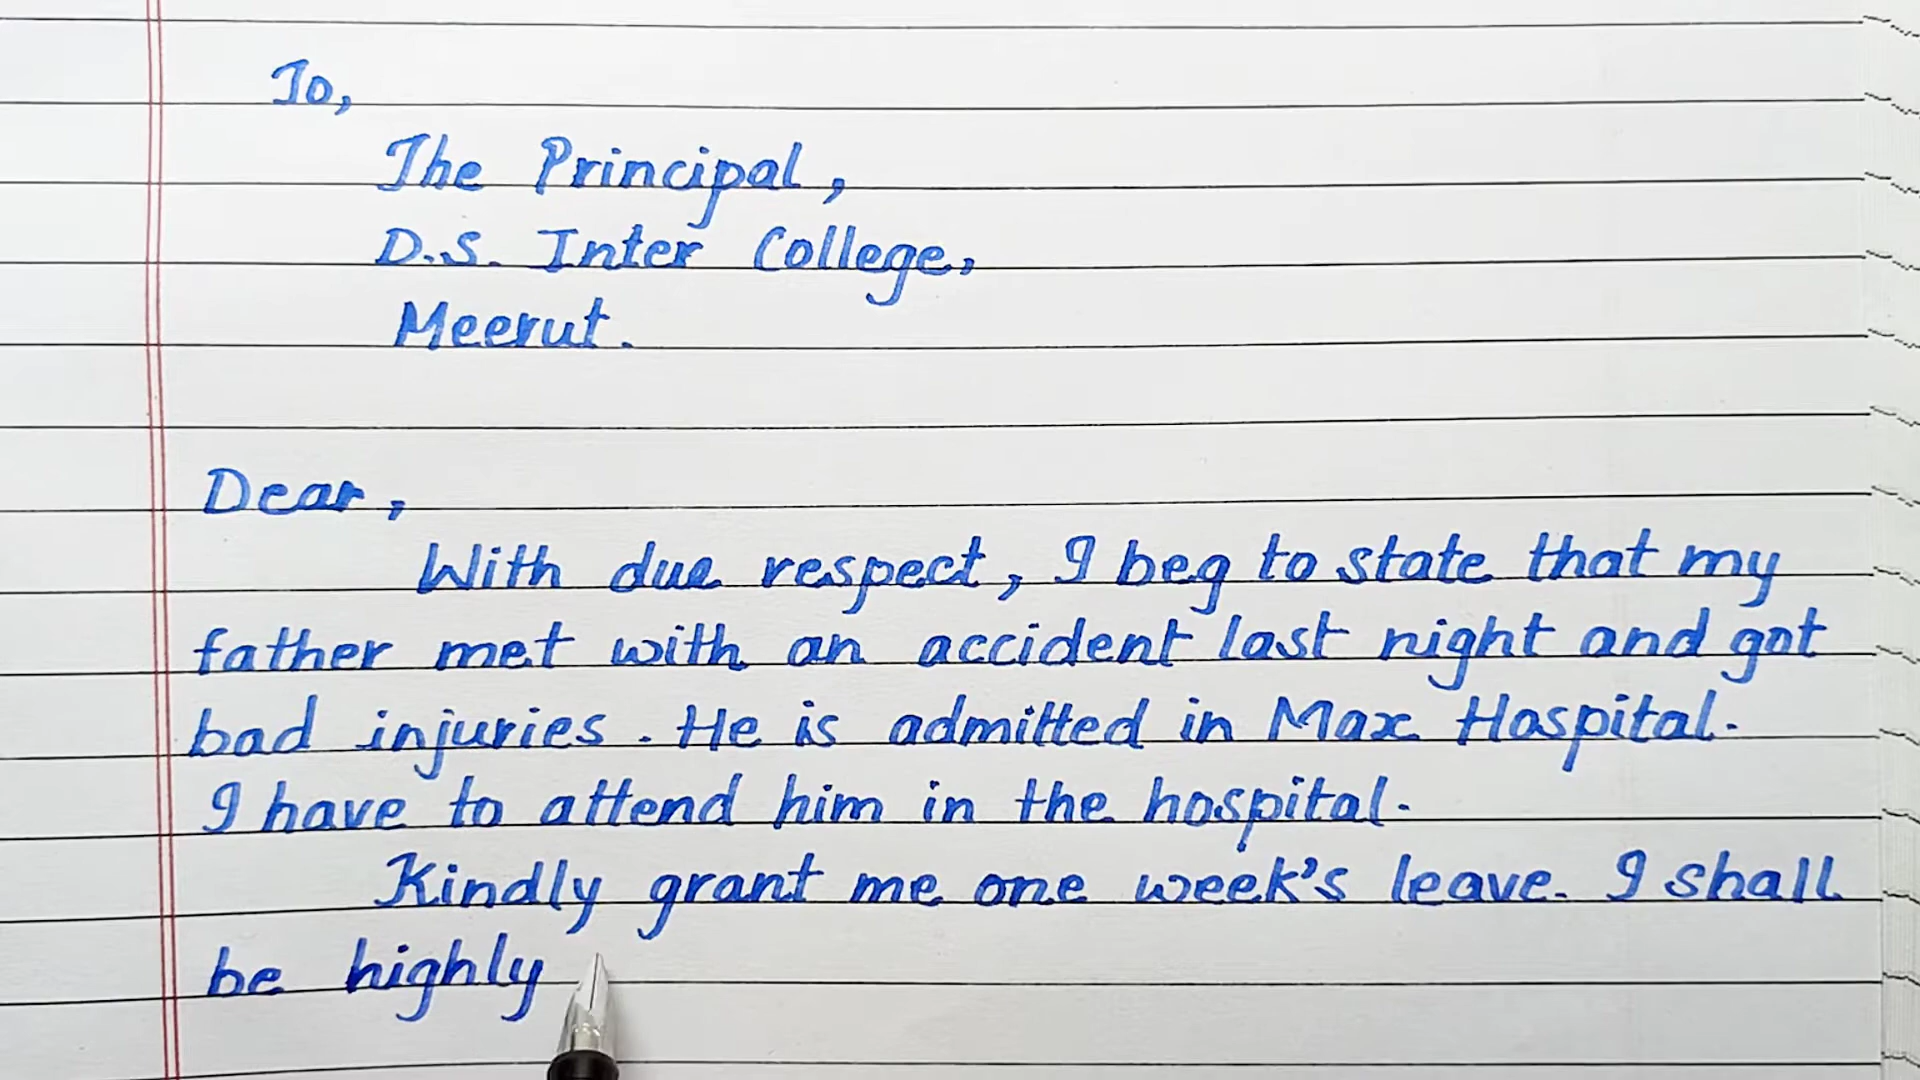 To,
The Principal,
D.S. Inter College,
Meerut.
Dear,
With due respect, I beg to state that my
father met with an accident last night and got
bad injuries. He is admitted in Max Hospital.
I have to attend him in the hospital.
Kindly grant me one week's leave. I shall
be highly